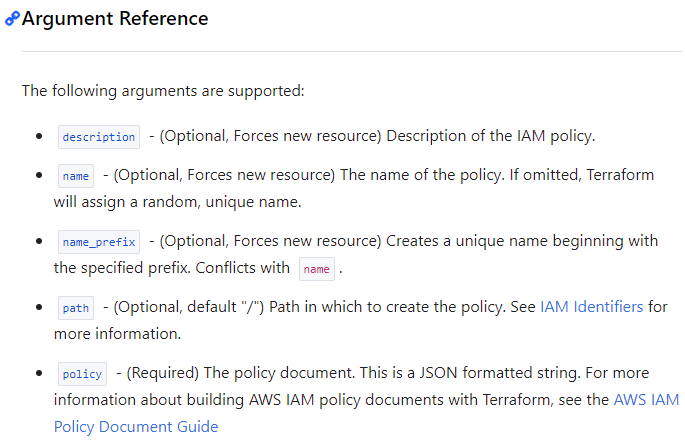 Argument Reference
The following arguments are supported:
description - (Optional, Forces new resource) Description of the IAM policy.
name - (Optional, Forces new resource) The name of the policy. If omitted, Terraform
will assign a random, unique name.
name_prefix - (Optional, Forces new resource) Creates a unique name beginning with
the specified prefix. Conflicts with name .
path - (Optional, default "/") Path in which to create the policy. See IAM Identifiers for
more information.
policy - (Required) The policy document. This is a JSON formatted string. For more
information about building AWS IAM policy documents with Terraform, see the AWS IAM
Policy Document Guide